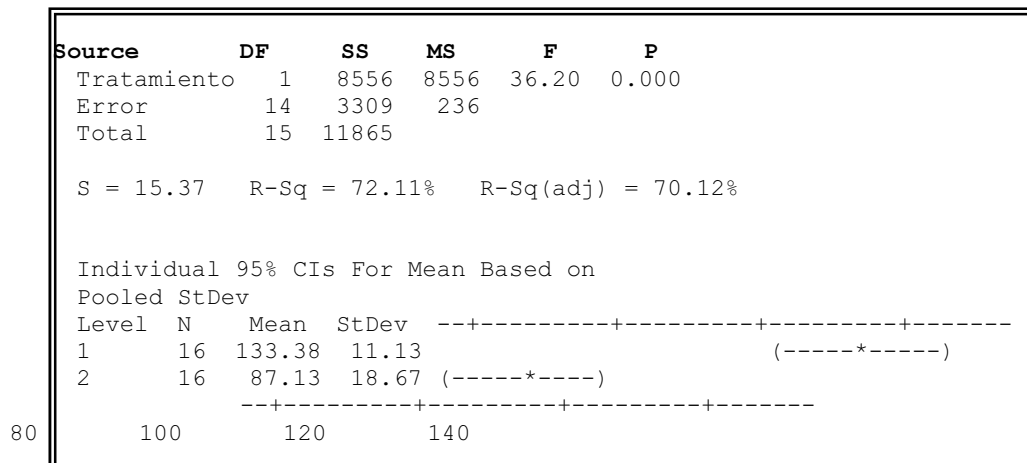 Source DF SS MS F P
Tratamiento 1 8556 8556 36.20 0.000
Error 14 3309 236
Total 15 11865
S = 15.37 R-Sq = 72.11% R-Sq(adj) = 70.12%
Individual 95% CIs For Mean Based on
Pooled StDev
Level N Mean StDev --+---------+---------+---------+-------
1 16 133.38 11.13 (-----*-----)
2 16 87.13 18.67 (-----*----)
--+---------+---------+---------+-------
80 100 120 140